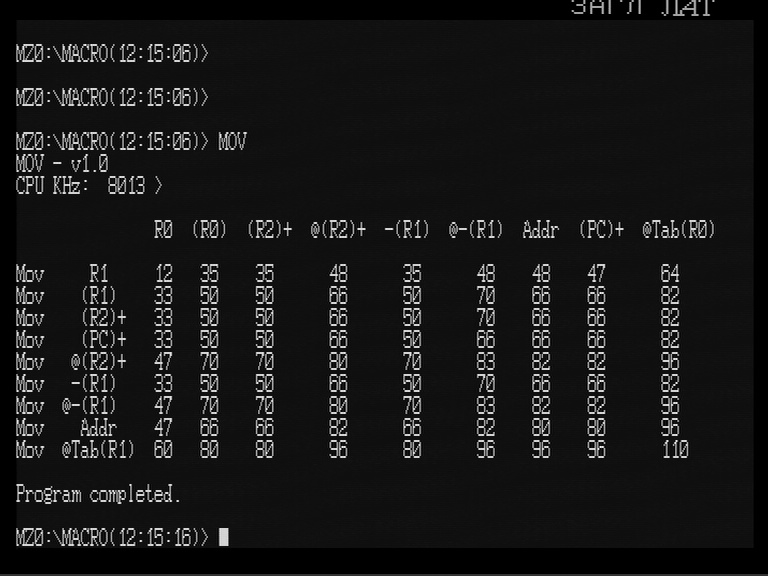 ЗАГЛ ЛАТ
MZ0:\MACRO(12:15:06)>
MZ0:\MACRO(12:15:06)>
MZ0:\MACRO(12:15:06)> MOV
MOV - v1.0
CPU KHz:  8013 >
R0 (R0) (R2)+ @(R2)+ -(R1) @-(R1) Addr (PC)+ @Tab(R0)
Mov R1 12 35 35 48 35 48 48 47 64
Mov (R1) 33 50 50 66 50 70 66 66 82
Mov (R2)+ 33 50 50 66 50 70 66 66 82
Mov (PC)+ 33 50 50 66 50 66 66 66 82
Mov @(R2)+ 47 70 70 80 70 83 82 82 96
Mov -(R1) 33 50 50 66 50 70 66 66 82
Mov @-(R1) 47 70 70 80 70 83 82 82 96
Mov Addr 47 66 66 82 66 82 80 80 96
Mov @Tab(R1) 60 80 80 96 80 96 96 96 110
Program completed.
MZ0:\MACRO(12:15:16)>